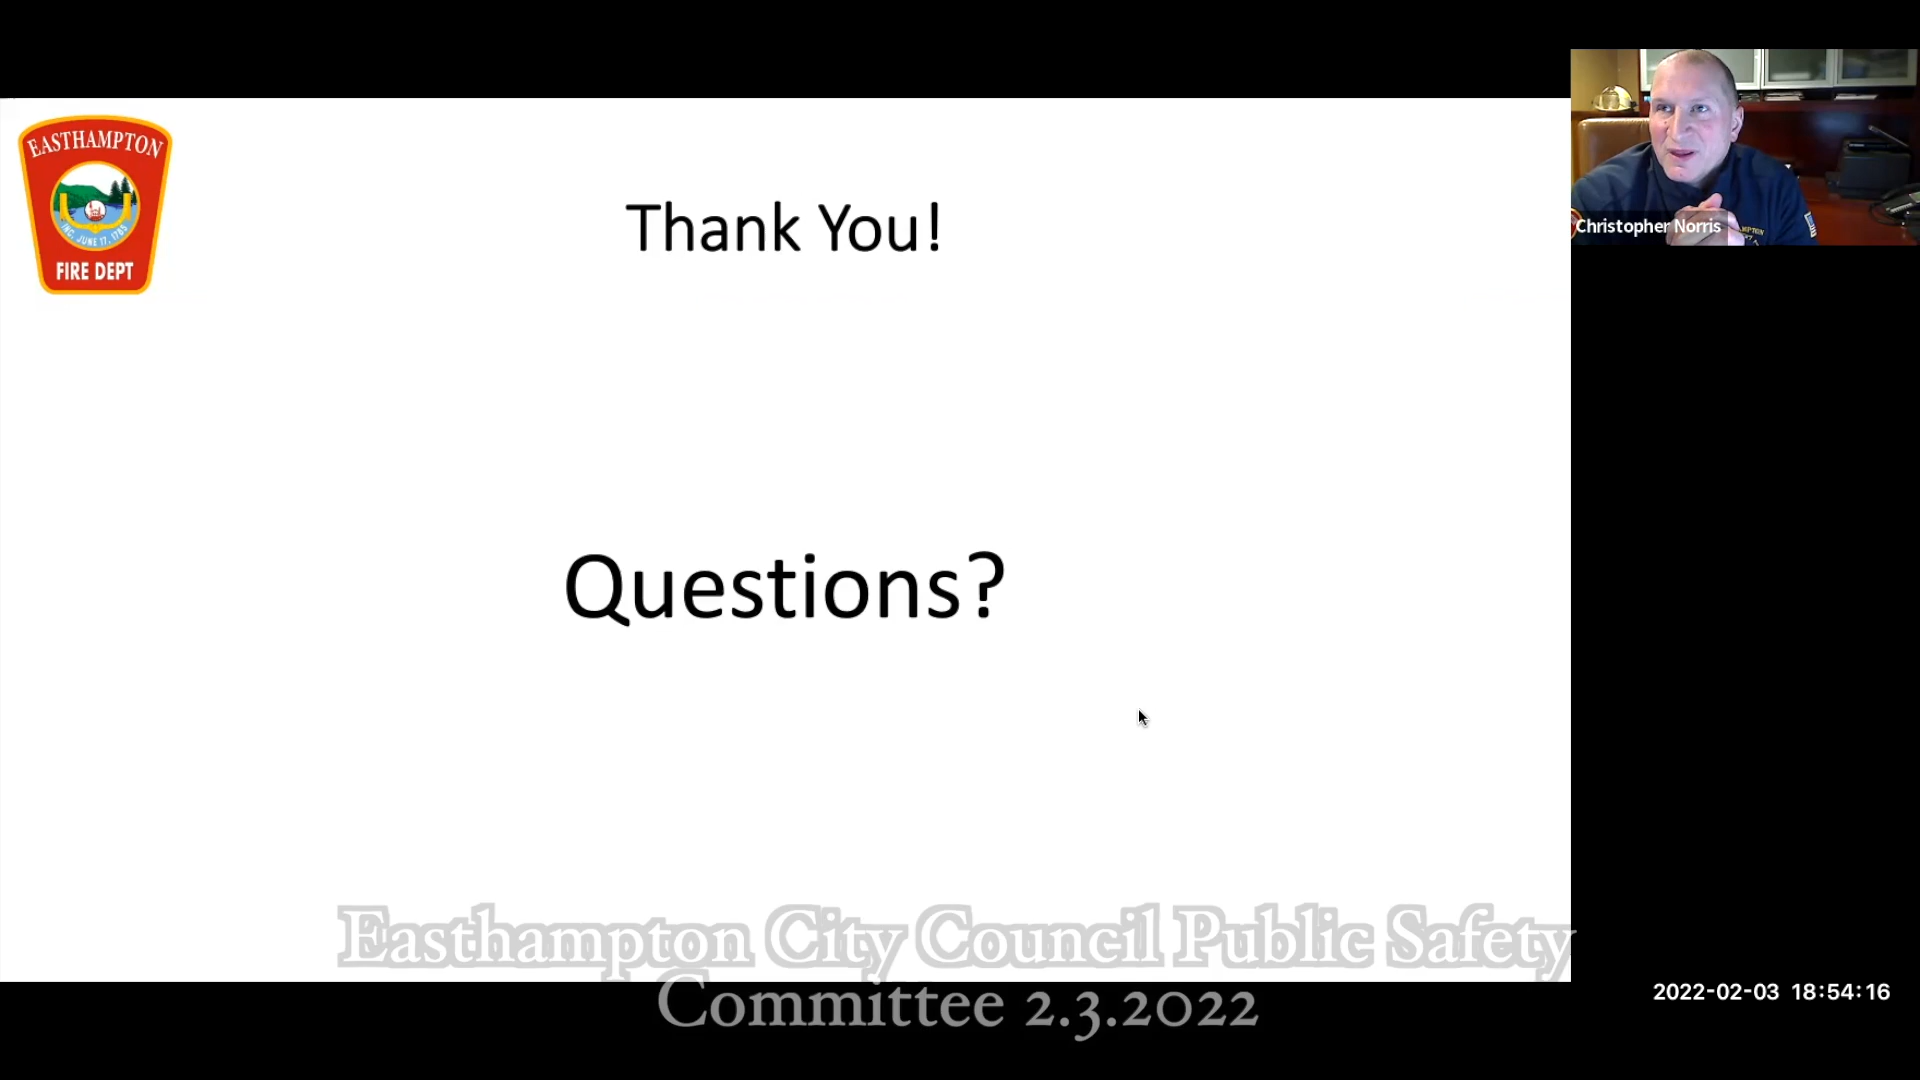 EASTHAMPTON
INC. JUNE 17, 1785
FIRE DEPT
Thank You!
Questions?
Christopher Norris
Easthampton City Council Public Safety
Committee 2.3.2022
2022-02-03 18:54:16